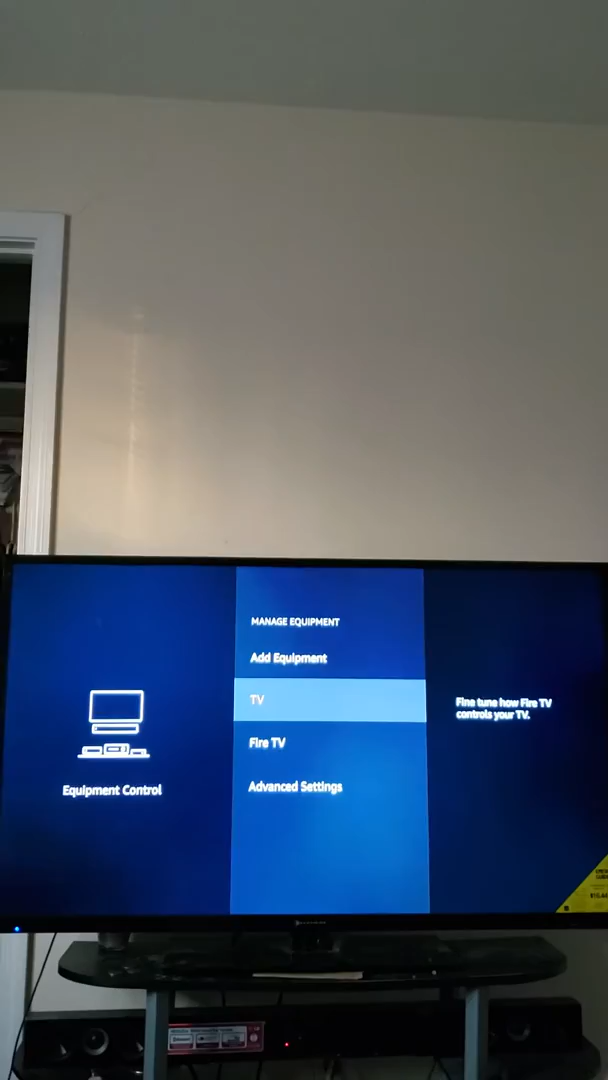 MANAGE EQUIPMENT
Add Equipment
TV
Fire TV
Advanced Settings
Equipment Control
Fine tune how Fire TV
controls your TV.